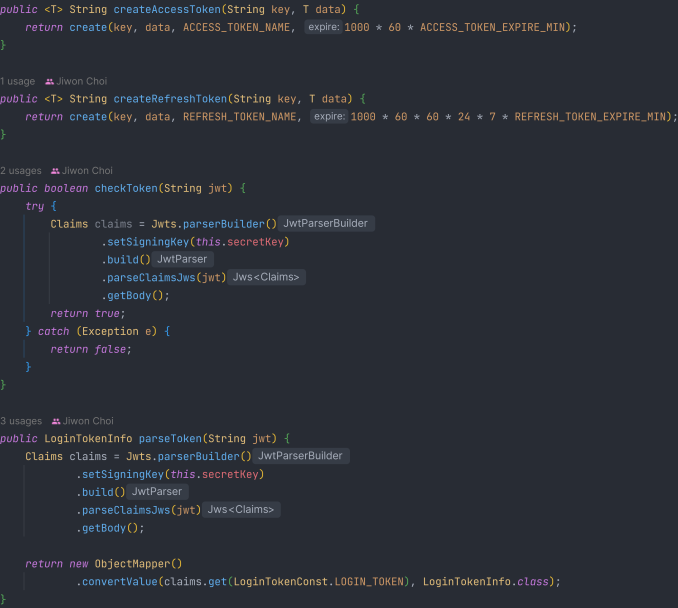 public <T> String createAccessToken(String key, T data) {
return create(key, data, ACCESS_TOKEN_NAME, expire: 1000 * 60 * ACCESS_TOKEN_EXPIRE_MIN);
}
1 usage Jiwon Choi
public <T> String createRefreshToken(String key, T data) {
return create(key, data, REFRESH_TOKEN_NAME, expire: 1000 * 60 * 60 * 24 * 7 * REFRESH_TOKEN_EXPIRE_MIN);
}
2 usages Jiwon Choi
public boolean checkToken(String jwt) {
try {
Claims claims = Jwts.parserBuilder() JwtParserBuilder
.setSigningKey(this.secretKey)
.build() JwtParser
.parseClaimsJws(jwt) Jws<Claims>
.getBody();
return true;
} catch (Exception e) {
return false;
}
}
3 usages Jiwon Choi
public LoginTokenInfo parseToken(String jwt) {
Claims claims = Jwts.parserBuilder() JwtParserBuilder
.setSigningKey(this.secretKey)
.build() JwtParser
.parseClaimsJws(jwt) Jws<Claims>
.getBody();
return new ObjectMapper()
.convertValue(claims.get(LoginTokenConst.LOGIN_TOKEN), LoginTokenInfo.class);
}